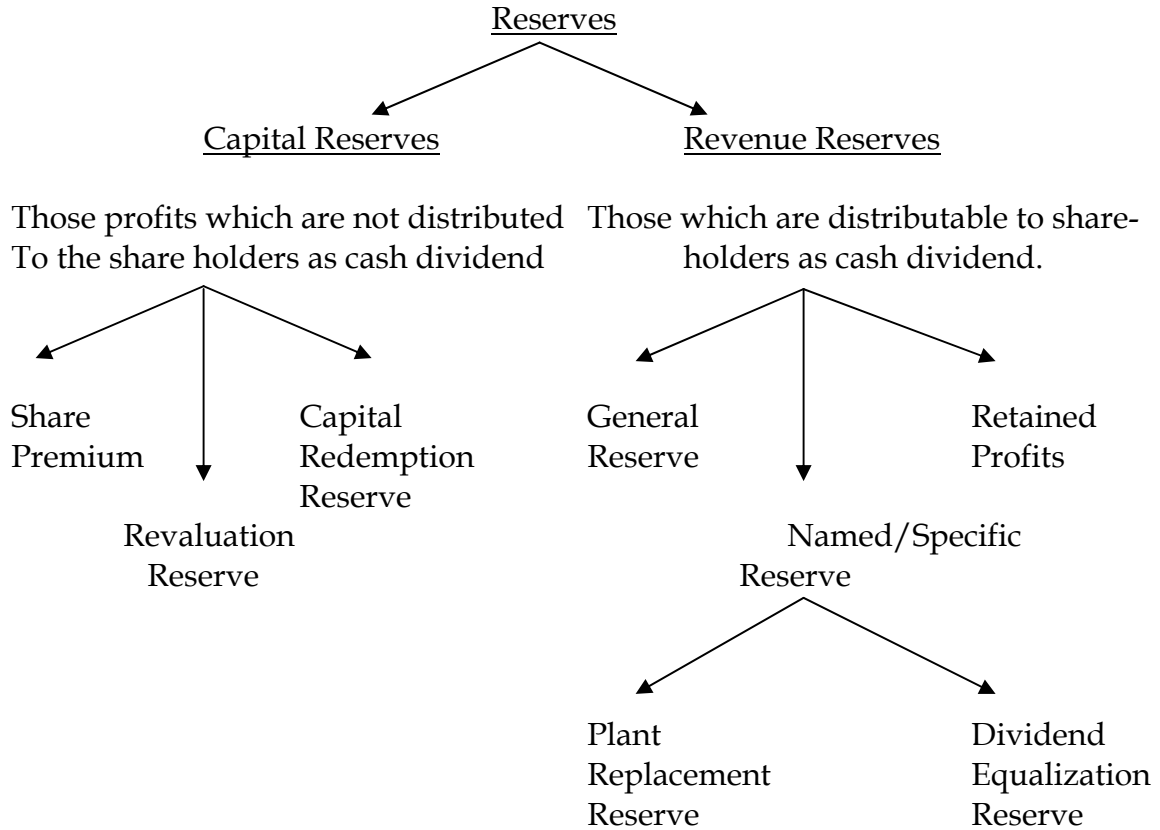 Reserves
Capital Reserves
Revenue Reserves
Those profits which are not distributed
To the share holders as cash dividend
Those which are distributable to share-
holders as cash dividend.
Share
Premium
Capital
Redemption
Reserve
Revaluation
Reserve
General
Reserve
Retained
Profits
Named/Specific
Reserve
Plant
Replacement
Reserve
Dividend
Equalization
Reserve